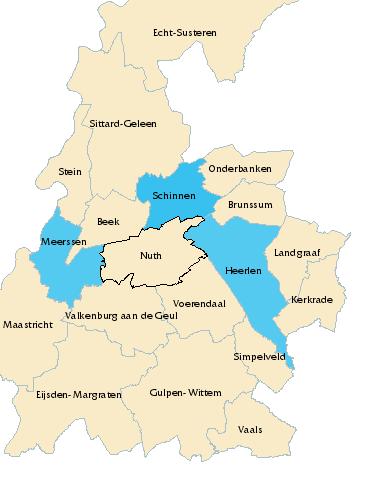 Echt-Susteren
Sittard-Geleen
Stein
Onderbanken
Schinnen
Brunssum
Beek
Meerssen
Nuth
Landgraaf
Heerlen
Kerkrade
Voerendaal
Valkenburg aan de Geul
Maastricht
Simpelveld
Eijsden-Margraten
Gulpen-Wittem
Vaals